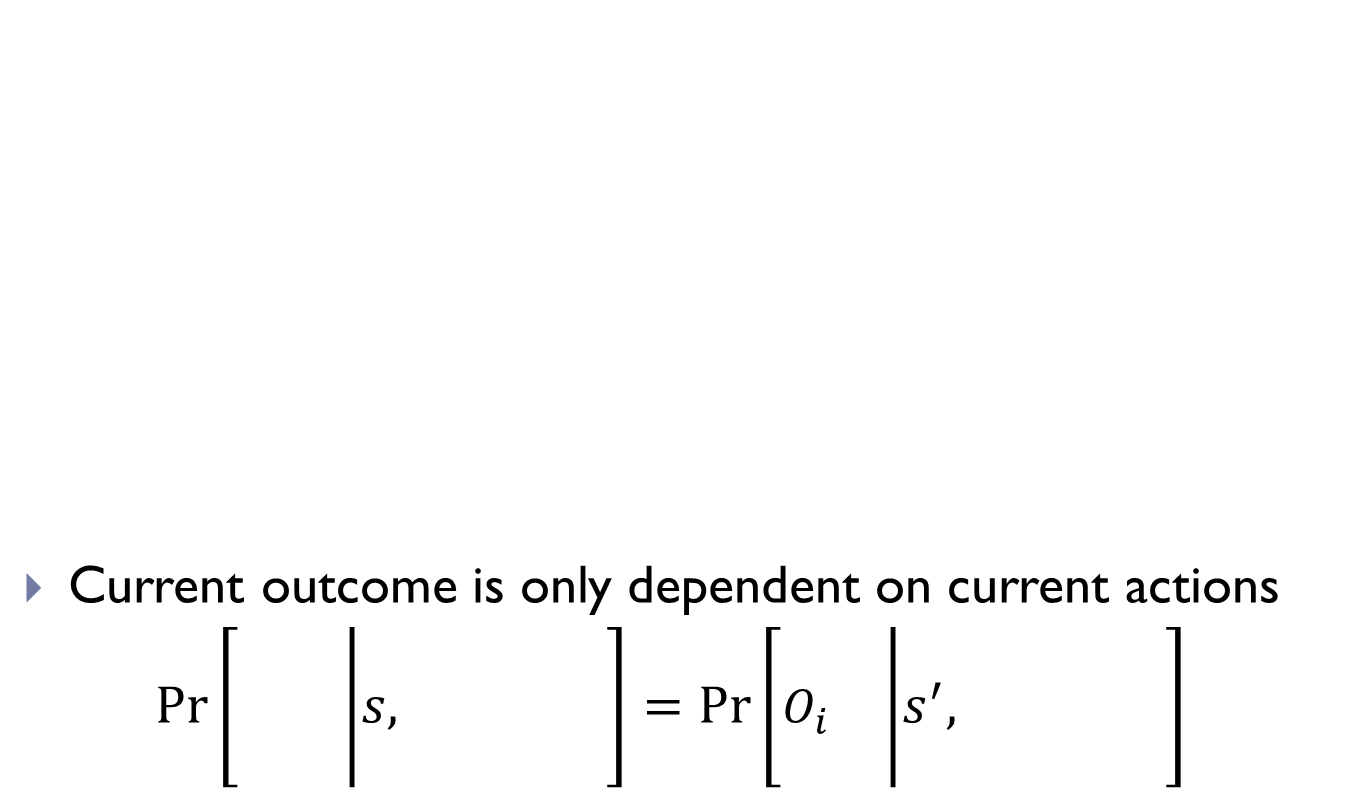 Current outcome is only dependent on current actions
Pr[ |s, ] = Pr[O_i |s′, ]